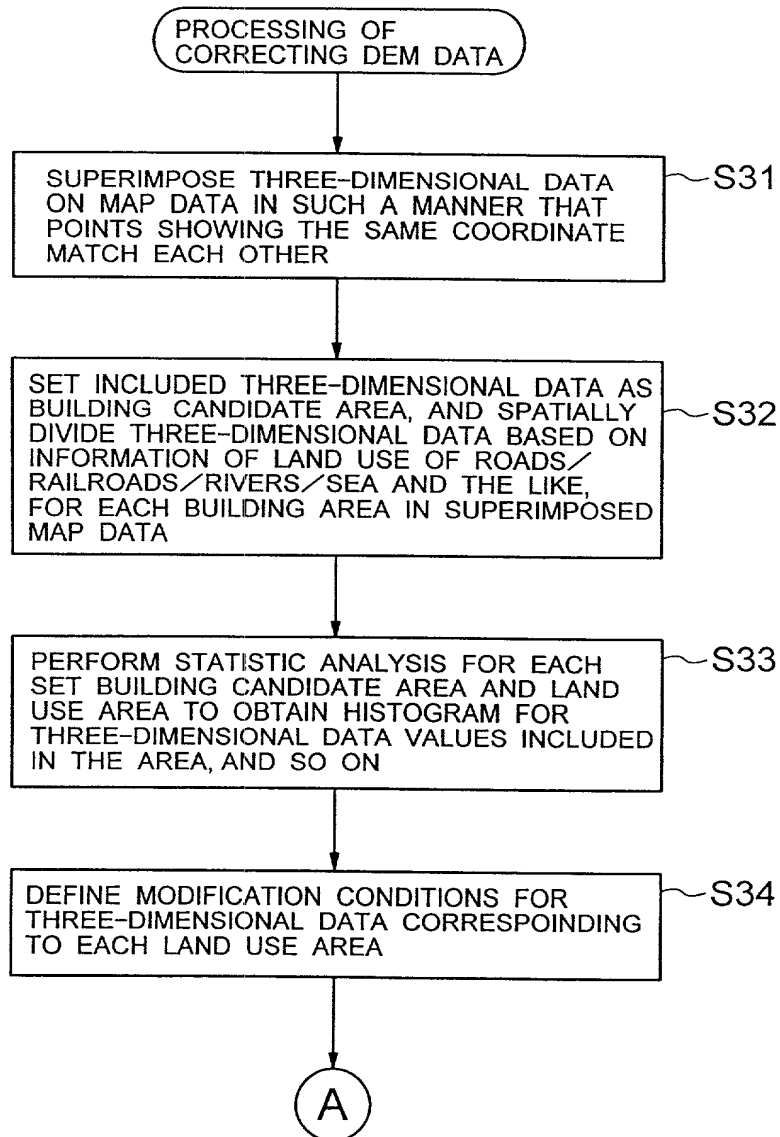 PROCESSING OF
CORRECTING DEM DATA
SUPERIMPOSE THREE-DIMENSIONAL DATA
ON MAP DATA IN SUCH A MANNER THAT
POINTS SHOWING THE SAME COORDINATE
MATCH EACH OTHER
S31
SET INCLUDED THREE-DIMENSIONAL DATA AS
BUILDING CANDIDATE AREA, AND SPATIALLY
DIVIDE THREE-DIMENSIONAL DATA BASED ON
INFORMATION OF LAND USE OF ROADS/
RAILROADS/RIVERS/SEA AND THE LIKE,
FOR EACH BUILDING AREA IN SUPERIMPOSED
MAP DATA
S32
PERFORM STATISTIC ANALYSIS FOR EACH
SET BUILDING CANDIDATE AREA AND LAND
USE AREA TO OBTAIN HISTOGRAM FOR
THREE-DIMENSIONAL DATA VALUES INCLUDED
IN THE AREA, AND SO ON
S33
DEFINE MODIFICATION CONDITIONS FOR
THREE-DIMENSIONAL DATA CORRESPOINDING
TO EACH LAND USE AREA
S34
A